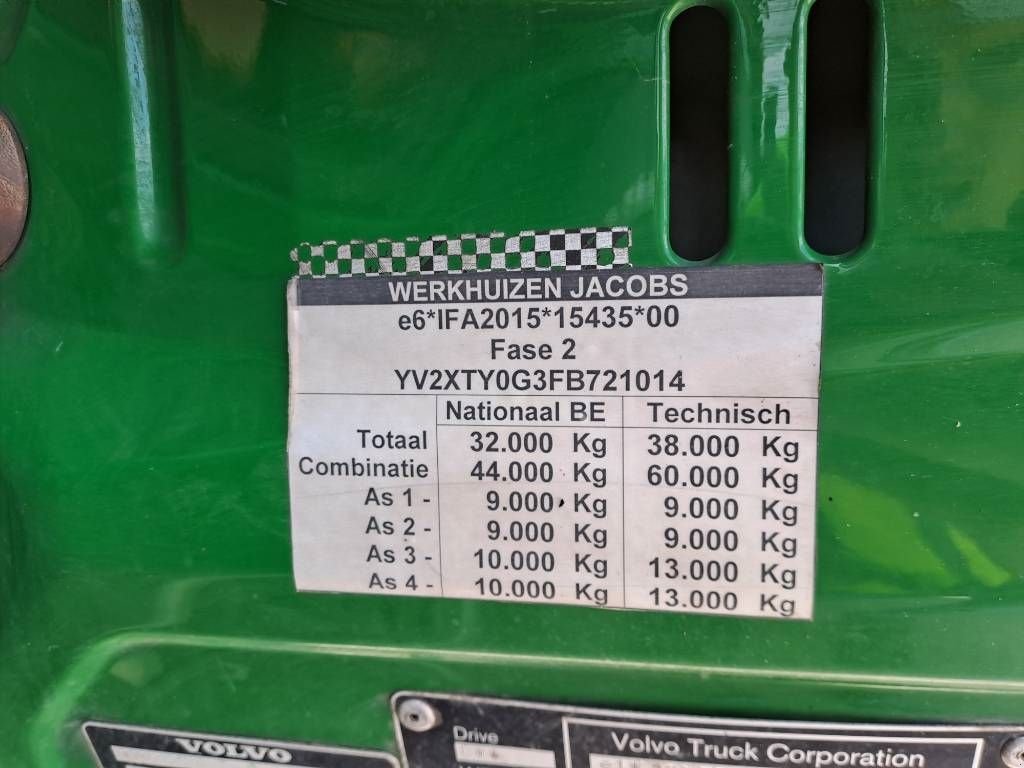 WERKHUIZEN JACOBS
e6*IFA2015*15435*00
Fase 2
YV2XTY0G3FB721014
Nationaal BE Technisch
Totaal 32.000 Kg 38.000 Kg
Combinatie 44.000 Kg 60.000 Kg
As 1 - 9.000 Kg 9.000 Kg
As 2 - 9.000 Kg 9.000 Kg
As 3 - 10.000 Kg 13.000 Kg
As 4 - 10.000 Kg 13.000 Kg
VOLVO
Drive
Volvo Truck Corporation